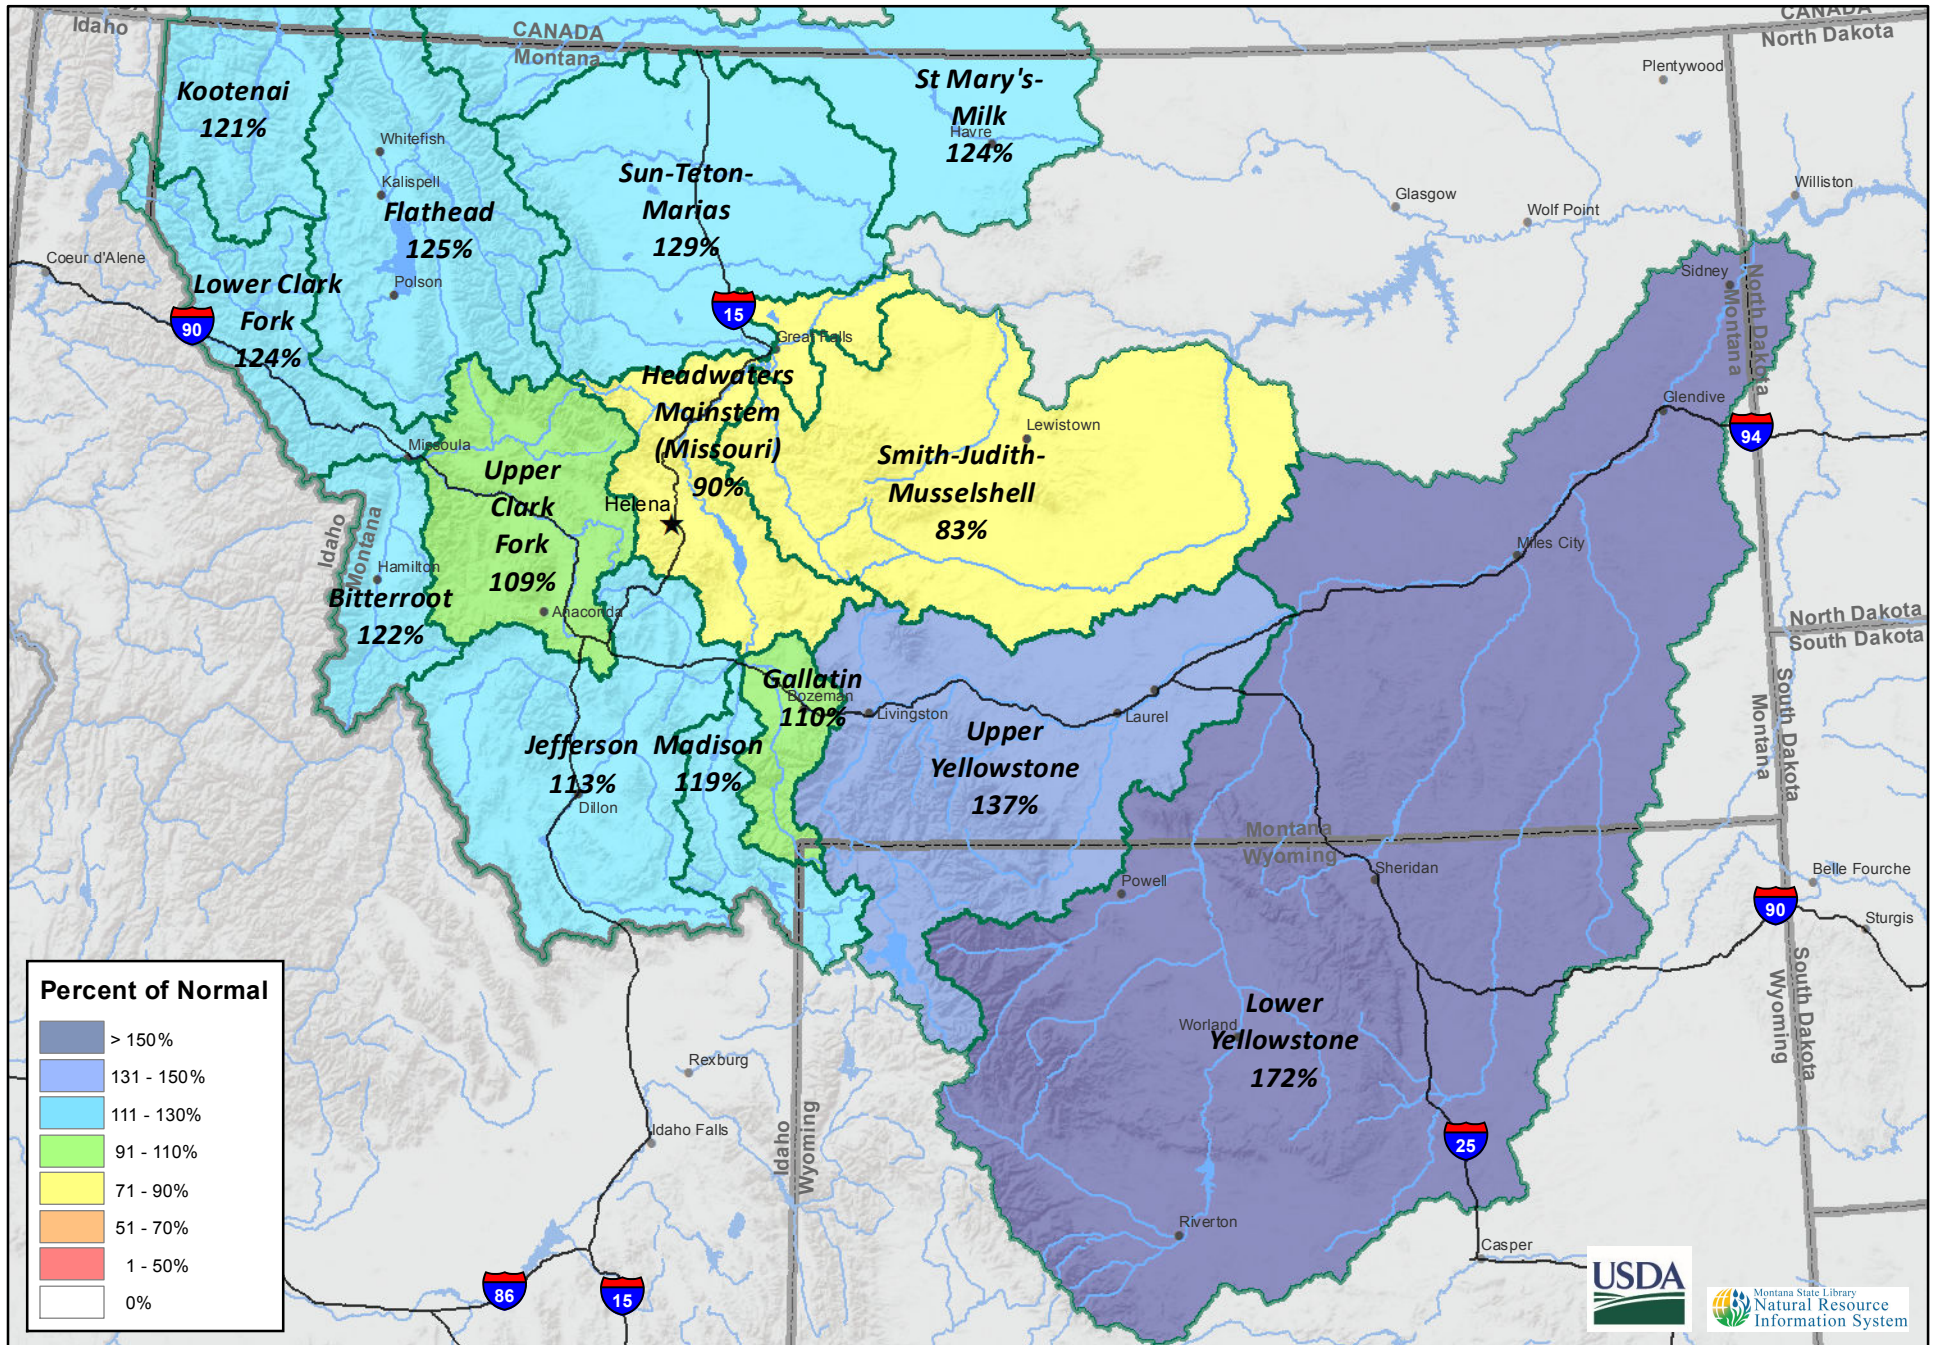 CANADA
Idaho
CANADA
Montana
CANADA
North Dakota
Plentywood
Kootenai
121%
Whitefish
Kalispell
Flathead
125%
Polson
Sun-Teton-
Marias
129%
St Mary's-
Milk
Havre
124%
Glasgow
Wolf Point
Williston
Coeur d'Alene
90
Lower Clark
Fork
124%
15
Great Falls
Sidney
North Dakota
Montana
Glendive
94
Headwaters
Mainstem
(Missouri)
90%
Helena
Lewistown
Smith-Judith-
Musselshell
83%
Missoula
Upper
Clark
Fork
109%
Anaconda
Idaho
Montana
Hamilton
Bitterroot
122%
Miles City
North Dakota
South Dakota
South Dakota
Montana
Gallatin
Bozeman
110%
Livingston
Laurel
Upper
Yellowstone
137%
Jefferson
113%
Dillon
Madison
119%
Montana
Wyoming
Powell
Sheridan
Belle Fourche
90
Sturgis
South Dakota
Wyoming
Lower
Yellowstone
172%
Worland
Rexburg
Idaho Falls
Idaho
Wyoming
25
Riverton
Casper
86
15
Percent of Normal
> 150%
131 - 150%
111 - 130%
91 - 110%
71 - 90%
51 - 70%
1 - 50%
0%
USDA
Montana State Library
Natural Resource
Information System